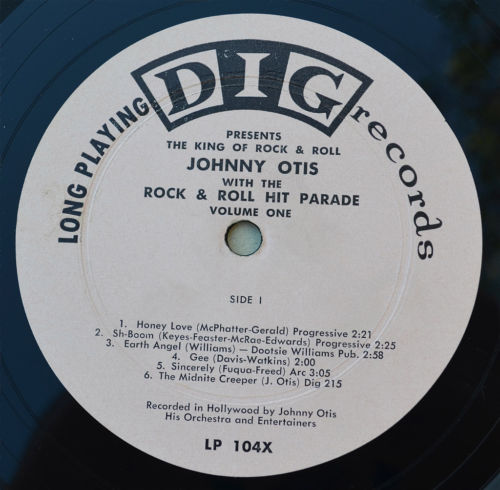 LONG PLAYING
DIG
records
PRESENTS
THE KING OF ROCK & ROLL
JOHNNY OTIS
WITH THE
ROCK & ROLL HIT PARADE
VOLUME ONE
SIDE I
1. Honey Love (McPhatter-Gerald) Progressive 2:21
2. Sh-Boom (Keyes-Feaster-McRae-Edwards) Progressive 2:25
3. Earth Angel (Williams) — Dootsie Williams Pub. 2:58
4. Gee (Davis-Watkins) 2:00
5. Sincerely (Fuqua-Freed) Arc 3:05
6. The Midnite Creeper (J. Otis) Dig 215
Recorded in Hollywood by Johnny Otis
His Orchestra and Entertainers
LP 104X